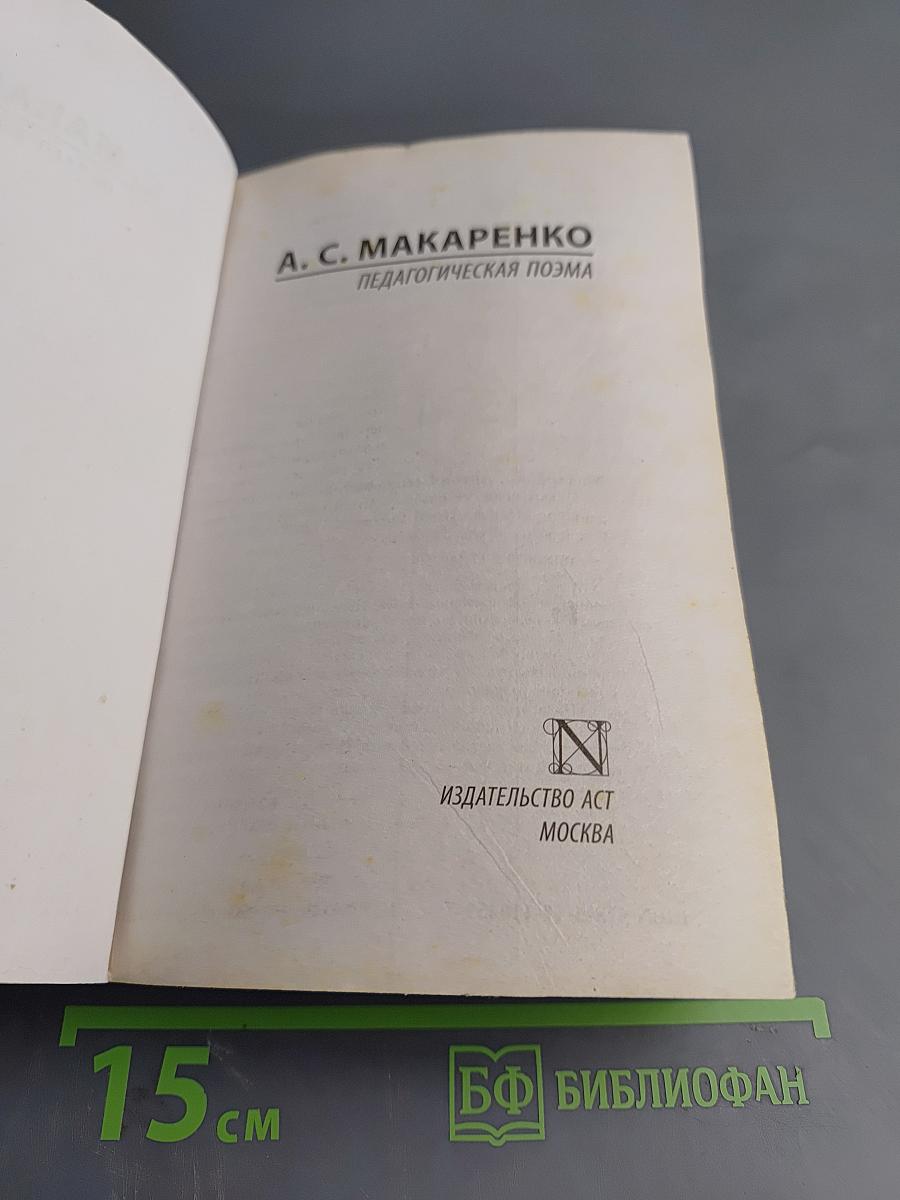 А. С. МАКАРЕНКО
ПЕДАГОГИЧЕСКАЯ ПОЭМА
N
ИЗДАТЕЛЬСТВО АСТ
МОСКВА
15 см
БФ БИБЛИОФАН